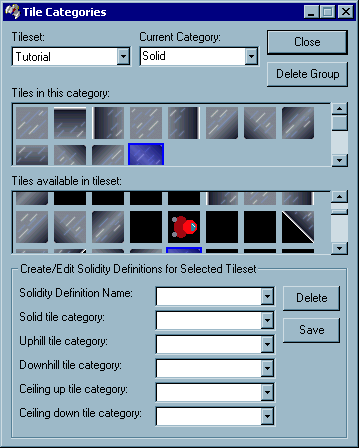 Tile Categories
Tileset: Current Category:
Tutorial Solid Close
Delete Group
Tiles in this category:
Tiles available in tileset:
Create/Edit Solidity Definitions for Selected Tileset
Solidity Definition Name: Delete
Solid tile category: Save
Uphill tile category:
Downhill tile category:
Ceiling up tile category:
Ceiling down tile category: